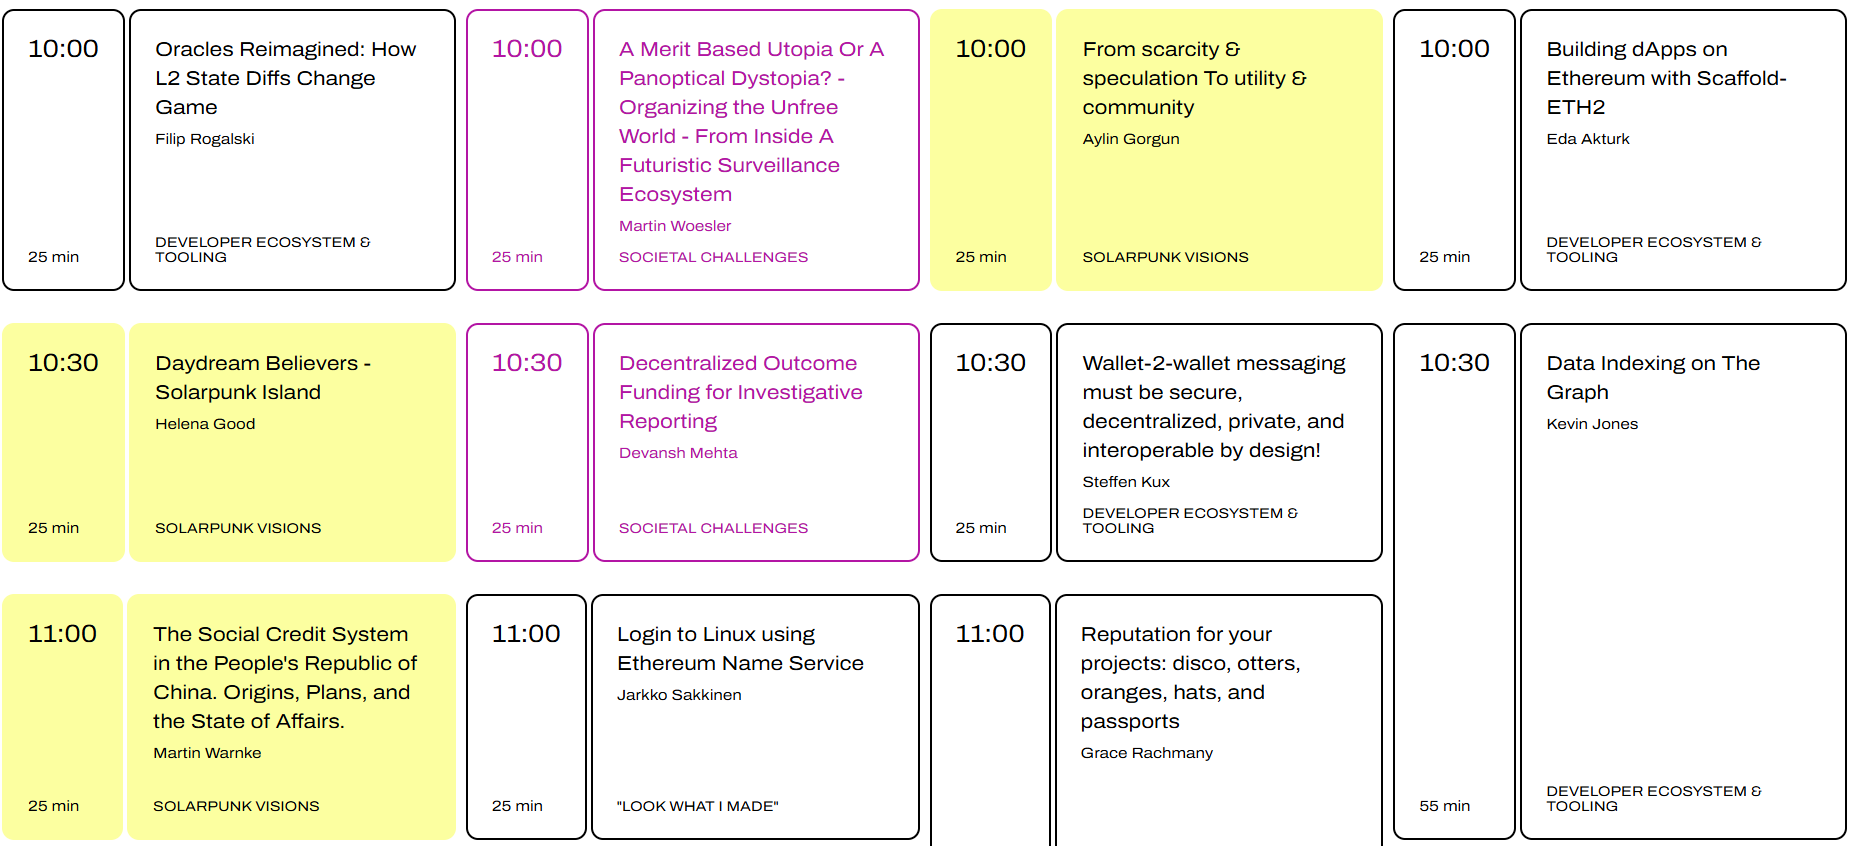 10:00
Oracles Reimagined: How
L2 State Diffs Change
Game
Filip Rogalski
25 min
DEVELOPER ECOSYSTEM &
TOOLING
10:00
A Merit Based Utopia Or A
Panoptical Dystopia? -
Organizing the Unfree
World - From Inside A
Futuristic Surveillance
Ecosystem
Martin Woesler
25 min
SOCIETAL CHALLENGES
10:00
From scarcity &
speculation To utility &
community
Aylin Gorgun
25 min
SOLARPUNK VISIONS
10:00
Building dApps on
Ethereum with Scaffold-
ETH2
Eda Akturk
25 min
DEVELOPER ECOSYSTEM &
TOOLING
10:30
Daydream Believers -
Solarpunk Island
Helena Good
25 min
SOLARPUNK VISIONS
10:30
Decentralized Outcome
Funding for Investigative
Reporting
Devansh Mehta
25 min
SOCIETAL CHALLENGES
10:30
Wallet-2-wallet messaging
must be secure,
decentralized, private, and
interoperable by design!
Steffen Kux
25 min
DEVELOPER ECOSYSTEM &
TOOLING
10:30
Data Indexing on The
Graph
Kevin Jones
55 min
DEVELOPER ECOSYSTEM &
TOOLING
11:00
The Social Credit System
in the People's Republic of
China. Origins, Plans, and
the State of Affairs.
Martin Warnke
25 min
SOLARPUNK VISIONS
11:00
Login to Linux using
Ethereum Name Service
Jarkko Sakkinen
25 min
"LOOK WHAT I MADE"
11:00
Reputation for your
projects: disco, otters,
oranges, hats, and
passports
Grace Rachmany